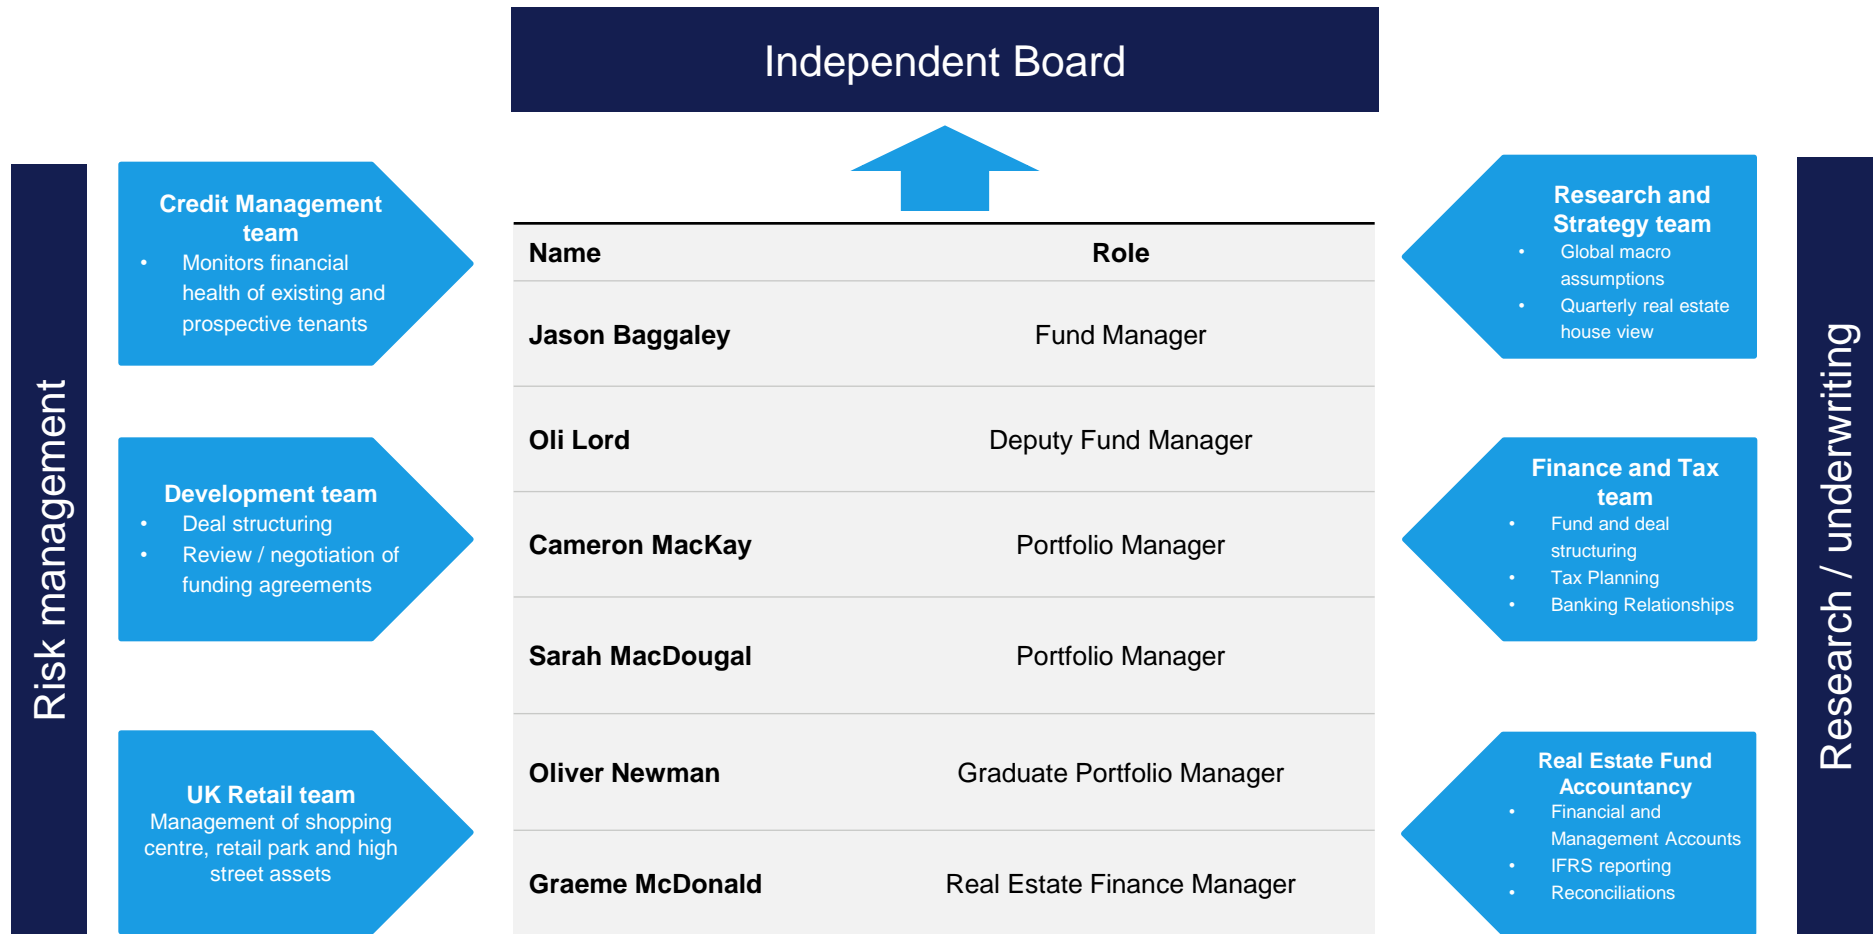 Independent Board
Risk management
Credit Management
team
• Monitors financial
health of existing and
prospective tenants
Development team
• Deal structuring
• Review / negotiation of
funding agreements
UK Retail team
Management of shopping
centre, retail park and high
street assets
Name Role
Jason Baggaley Fund Manager
Oli Lord Deputy Fund Manager
Cameron MacKay Portfolio Manager
Sarah MacDougal Portfolio Manager
Oliver Newman Graduate Portfolio Manager
Graeme McDonald Real Estate Finance Manager
Research and
Strategy team
• Global macro
assumptions
• Quarterly real estate
house view
Finance and Tax
team
• Fund and deal
structuring
• Tax Planning
• Banking Relationships
Real Estate Fund
Accountancy
• Financial and
Management Accounts
• IFRS reporting
• Reconciliations
Research / underwriting